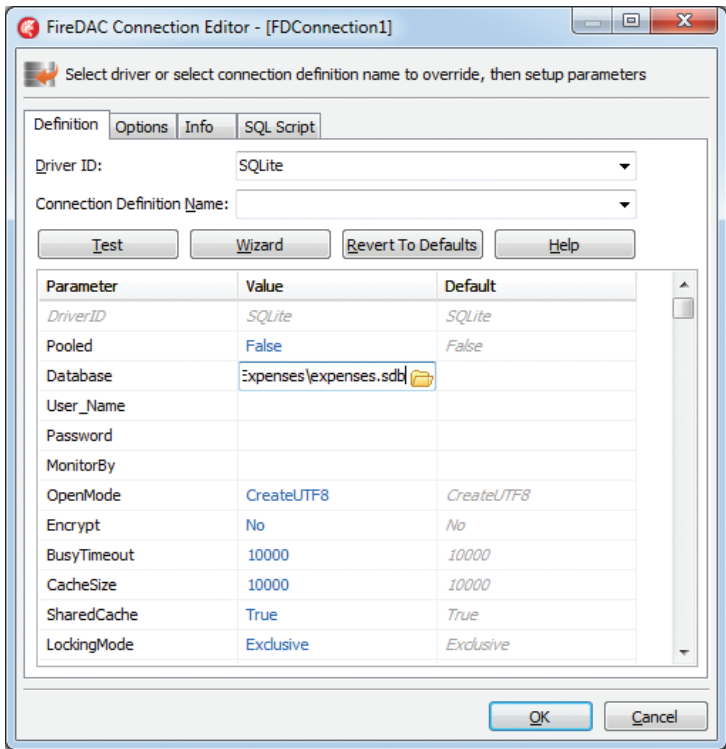 FireDAC Connection Editor - [FDConnection1]
Select driver or select connection definition name to override, then setup parameters
Definition Options Info SQL Script
Driver ID: SQLite
Connection Definition Name:
Test Wizard Revert To Defaults Help
Parameter Value Default
DriverID SQLite SQLite
Pooled False False
Database Expenses\expenses.sdb
User_Name
Password
MonitorBy
OpenMode CreateUTF8 CreateUTF8
Encrypt No No
BusyTimeout 10000 10000
CacheSize 10000 10000
SharedCache True True
LockingMode Exclusive Exclusive
OK Cancel